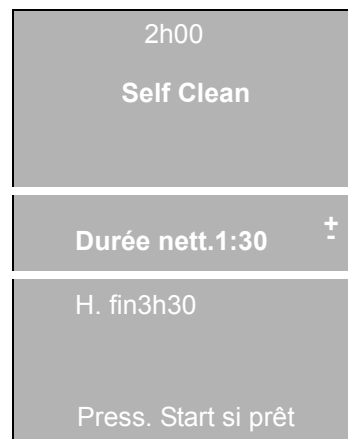 2h00
Self Clean
Durée nett.1:30 +
-
H. fin3h30
Press. Start si prêt